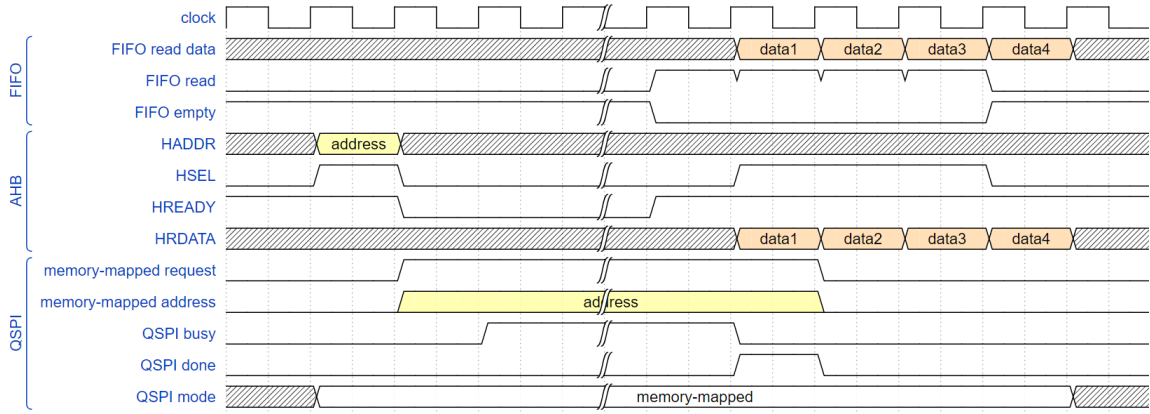 clock
FIFO
FIFO read data
data1 data2 data3 data4
FIFO read
FIFO empty
AHB
HADDR
address
HSEL
HREADY
HRDATA
data1 data2 data3 data4
QSPI
memory-mapped request
memory-mapped address
address
QSPI busy
QSPI done
QSPI mode
memory-mapped